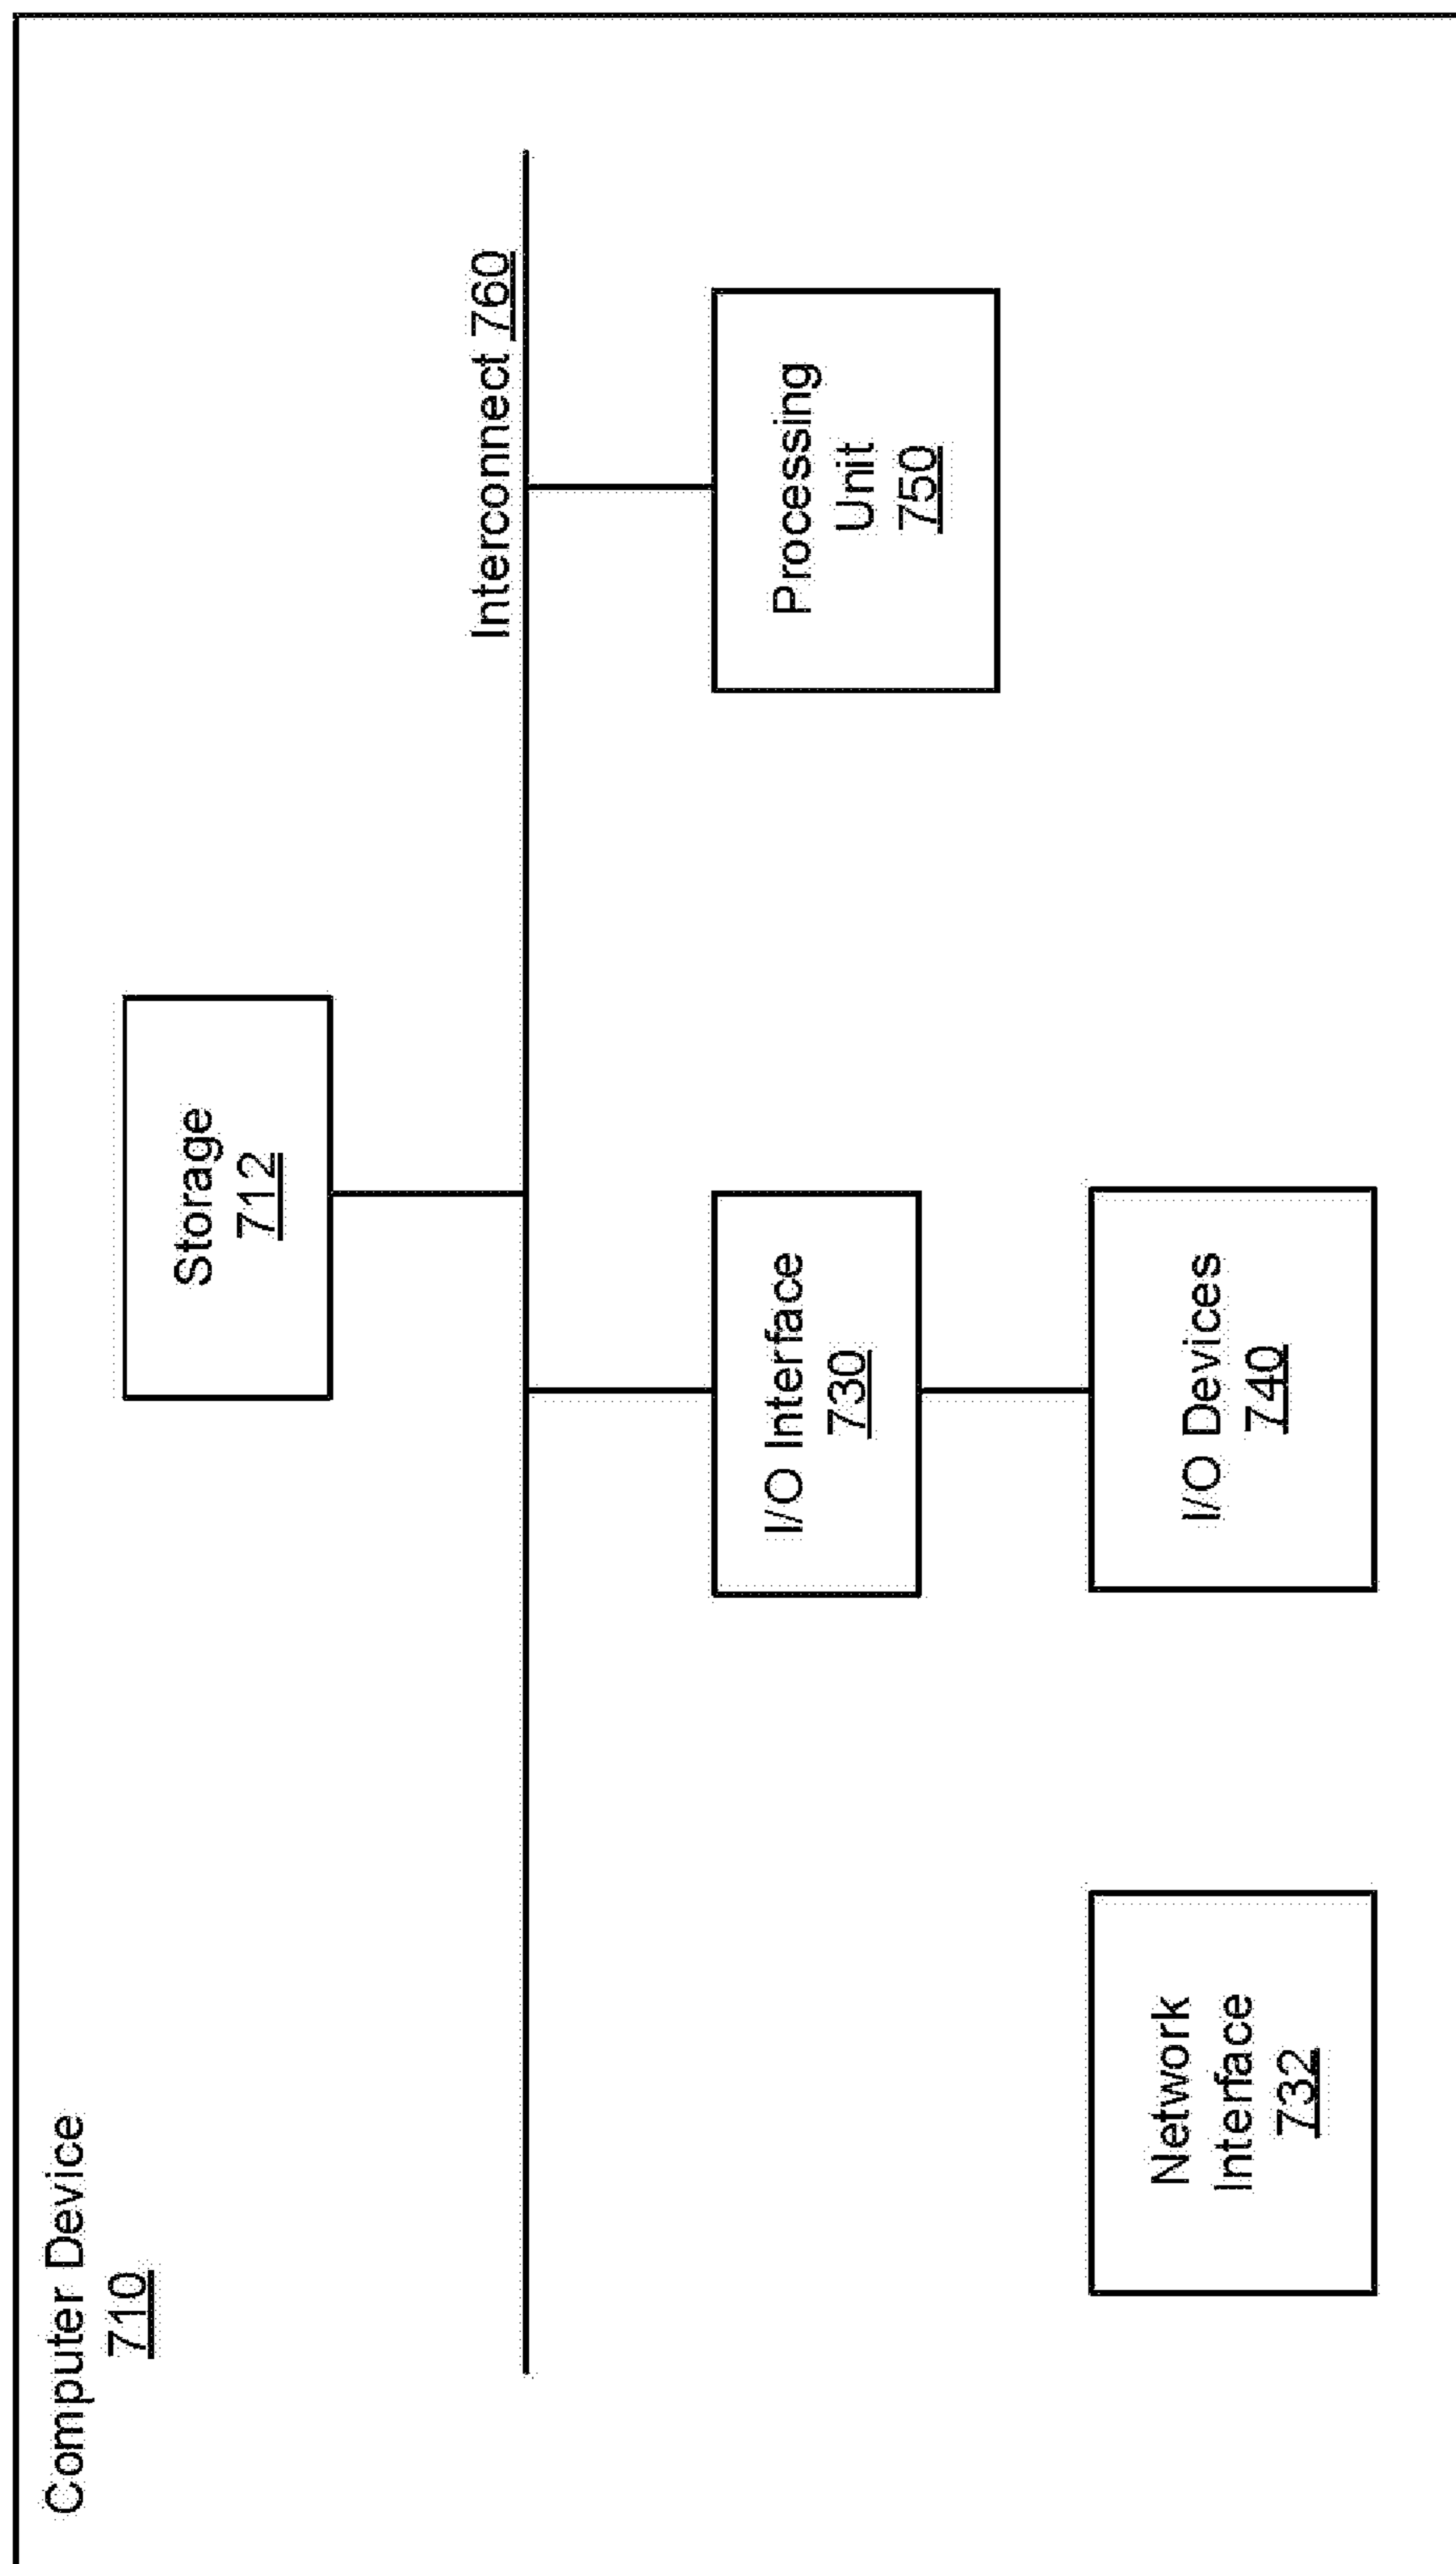 Computer Device
710
Storage
712
Interconnect 760
I/O Interface
730
Processing
Unit
750
Network
Interface
732
I/O Devices
740